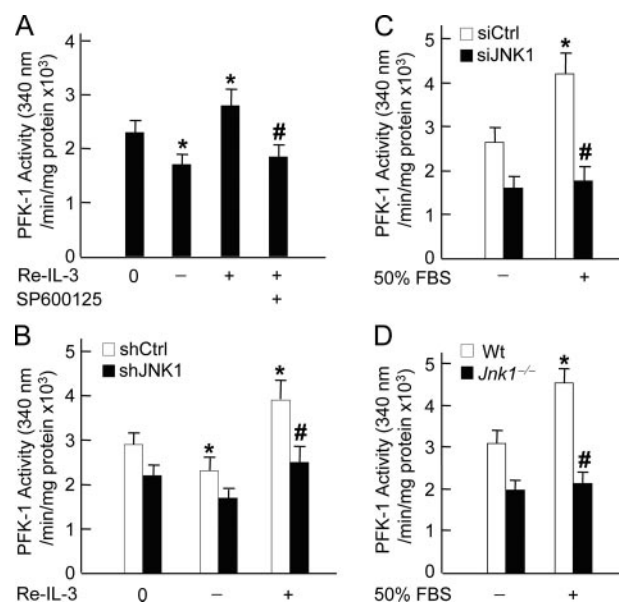 A
PFK-1 Activity (340 nm
/min/mg protein x10³)
4
3
2
1
0
*
*
#
Re-IL-3 0 – + +
SP600125 +
B
shCtrl
shJNK1
PFK-1 Activity (340 nm
/min/mg protein x10³)
5
4
3
2
1
0
*
*
#
Re-IL-3 0 – +
C
siCtrl
siJNK1
PFK-1 Activity (340 nm
/min/mg protein x10³)
5
4
3
2
1
0
*
#
50% FBS – +
D
Wt
Jnk1⁻/⁻
PFK-1 Activity (340 nm
/min/mg protein x10³)
5
4
3
2
1
0
*
#
50% FBS – +